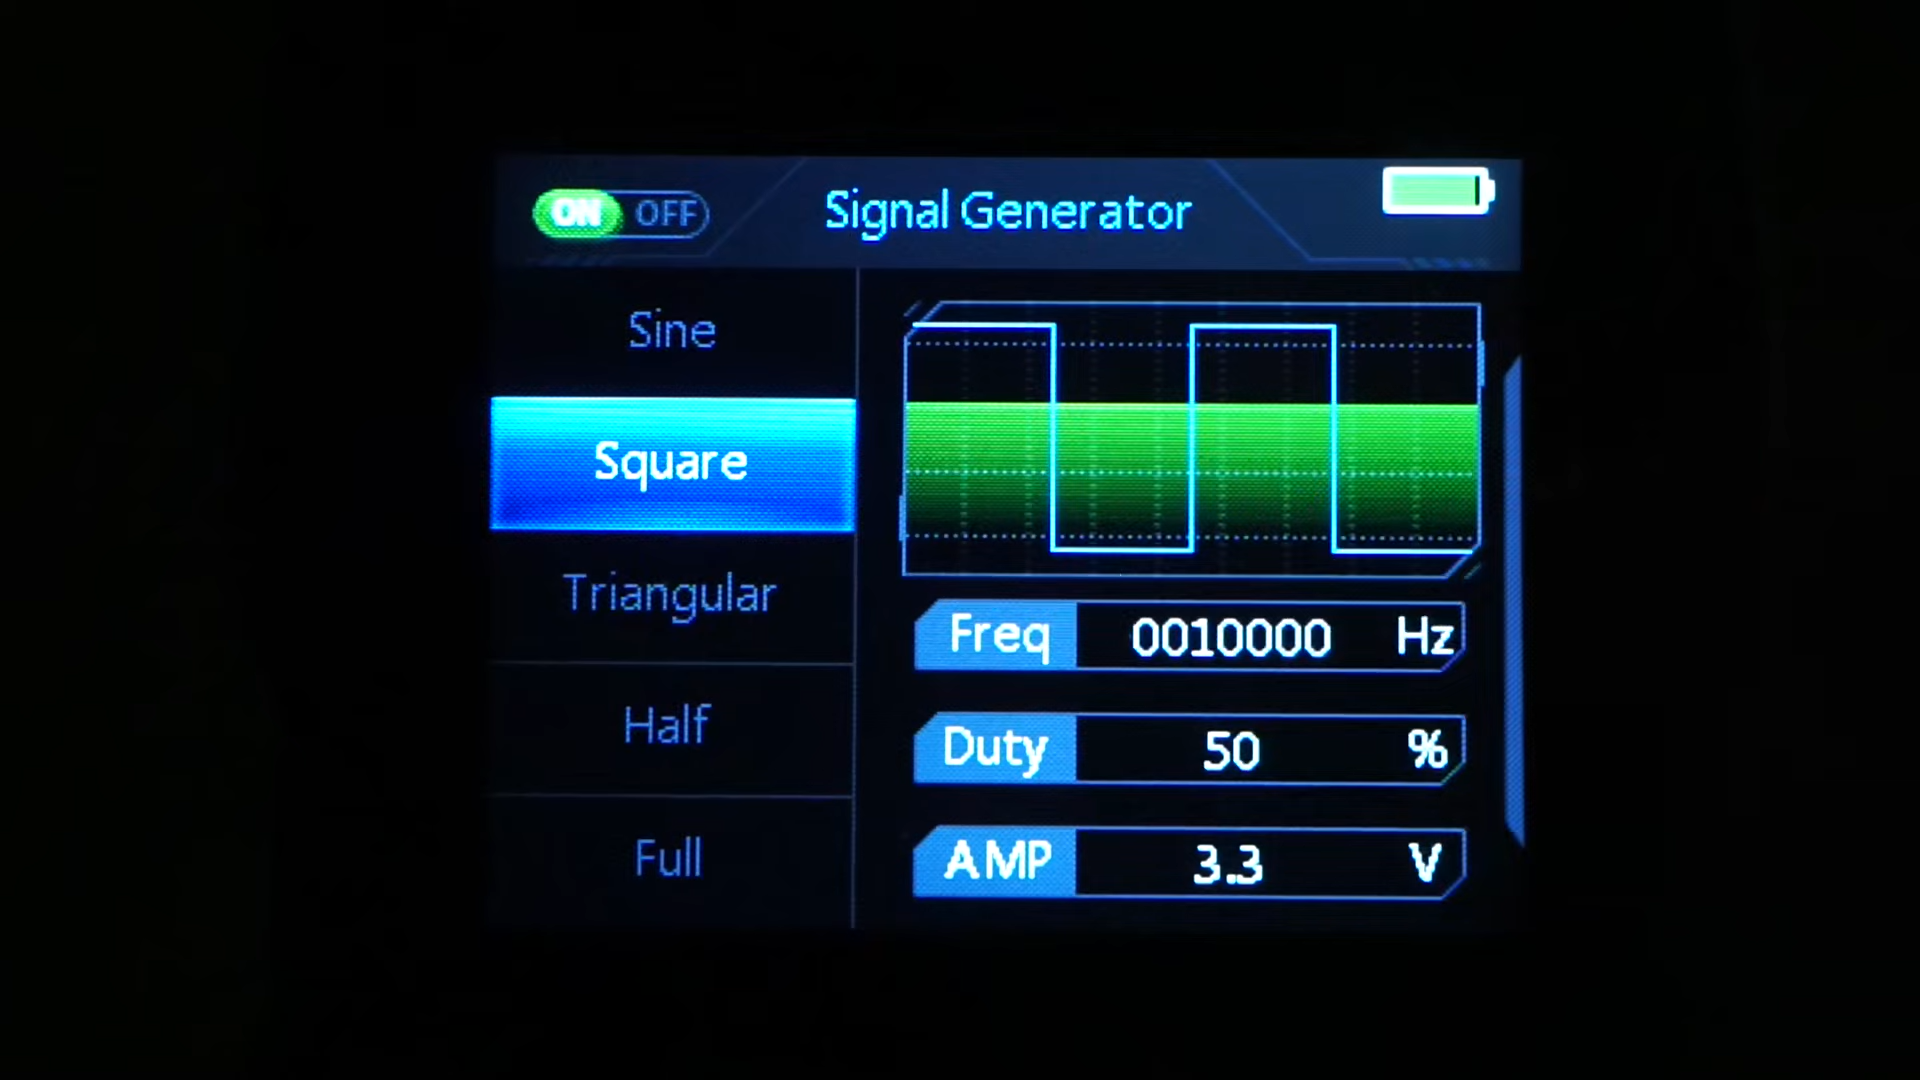 ON OFF
Signal Generator
Sine
Square
Triangular
Half
Full
Freq 0010000 Hz
Duty 50 %
AMP 3.3 V